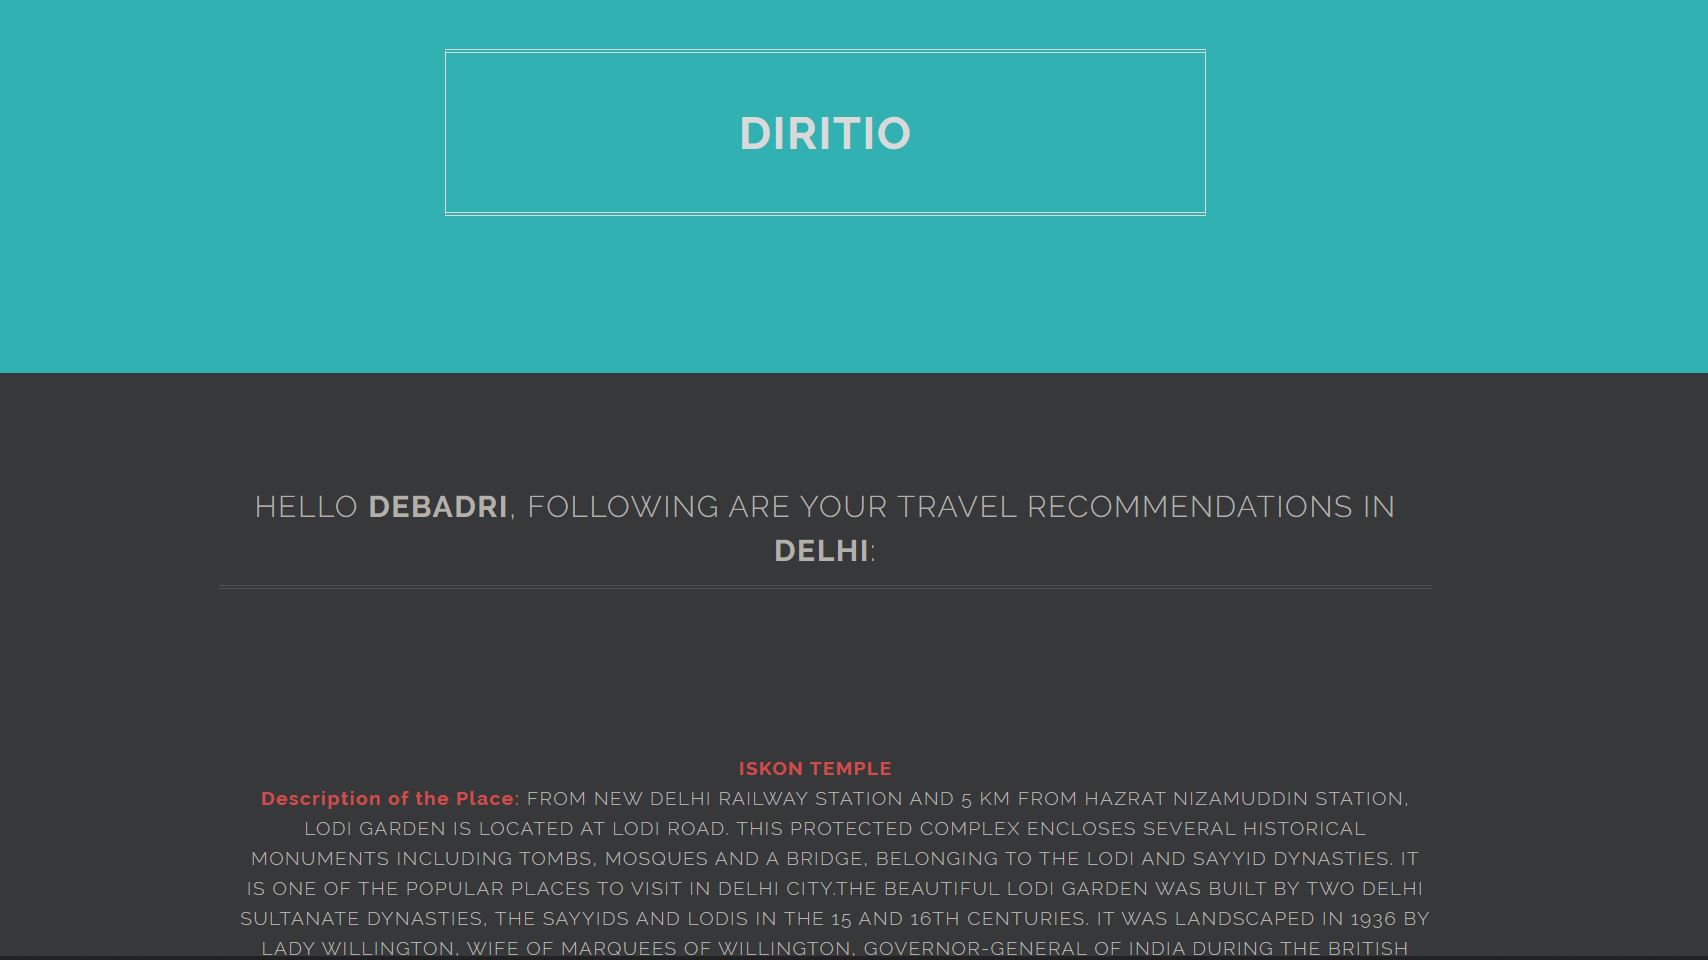 DIRITIO
HELLO DEBADRI, FOLLOWING ARE YOUR TRAVEL RECOMMENDATIONS IN
DELHI:
ISKON TEMPLE
Description of the Place: FROM NEW DELHI RAILWAY STATION AND 5 KM FROM HAZRAT NIZAMUDDIN STATION,
LODI GARDEN IS LOCATED AT LODI ROAD. THIS PROTECTED COMPLEX ENCLOSES SEVERAL HISTORICAL
MONUMENTS INCLUDING TOMBS, MOSQUES AND A BRIDGE, BELONGING TO THE LODI AND SAYYID DYNASTIES. IT
IS ONE OF THE POPULAR PLACES TO VISIT IN DELHI CITY.THE BEAUTIFUL LODI GARDEN WAS BUILT BY TWO DELHI
SULTANATE DYNASTIES, THE SAYYIDS AND LODIS IN THE 15 AND 16TH CENTURIES. IT WAS LANDSCAPED IN 1936 BY
LADY WILLINGTON, WIFE OF MARQUEES OF WILLINGTON, GOVERNOR-GENERAL OF INDIA DURING THE BRITISH